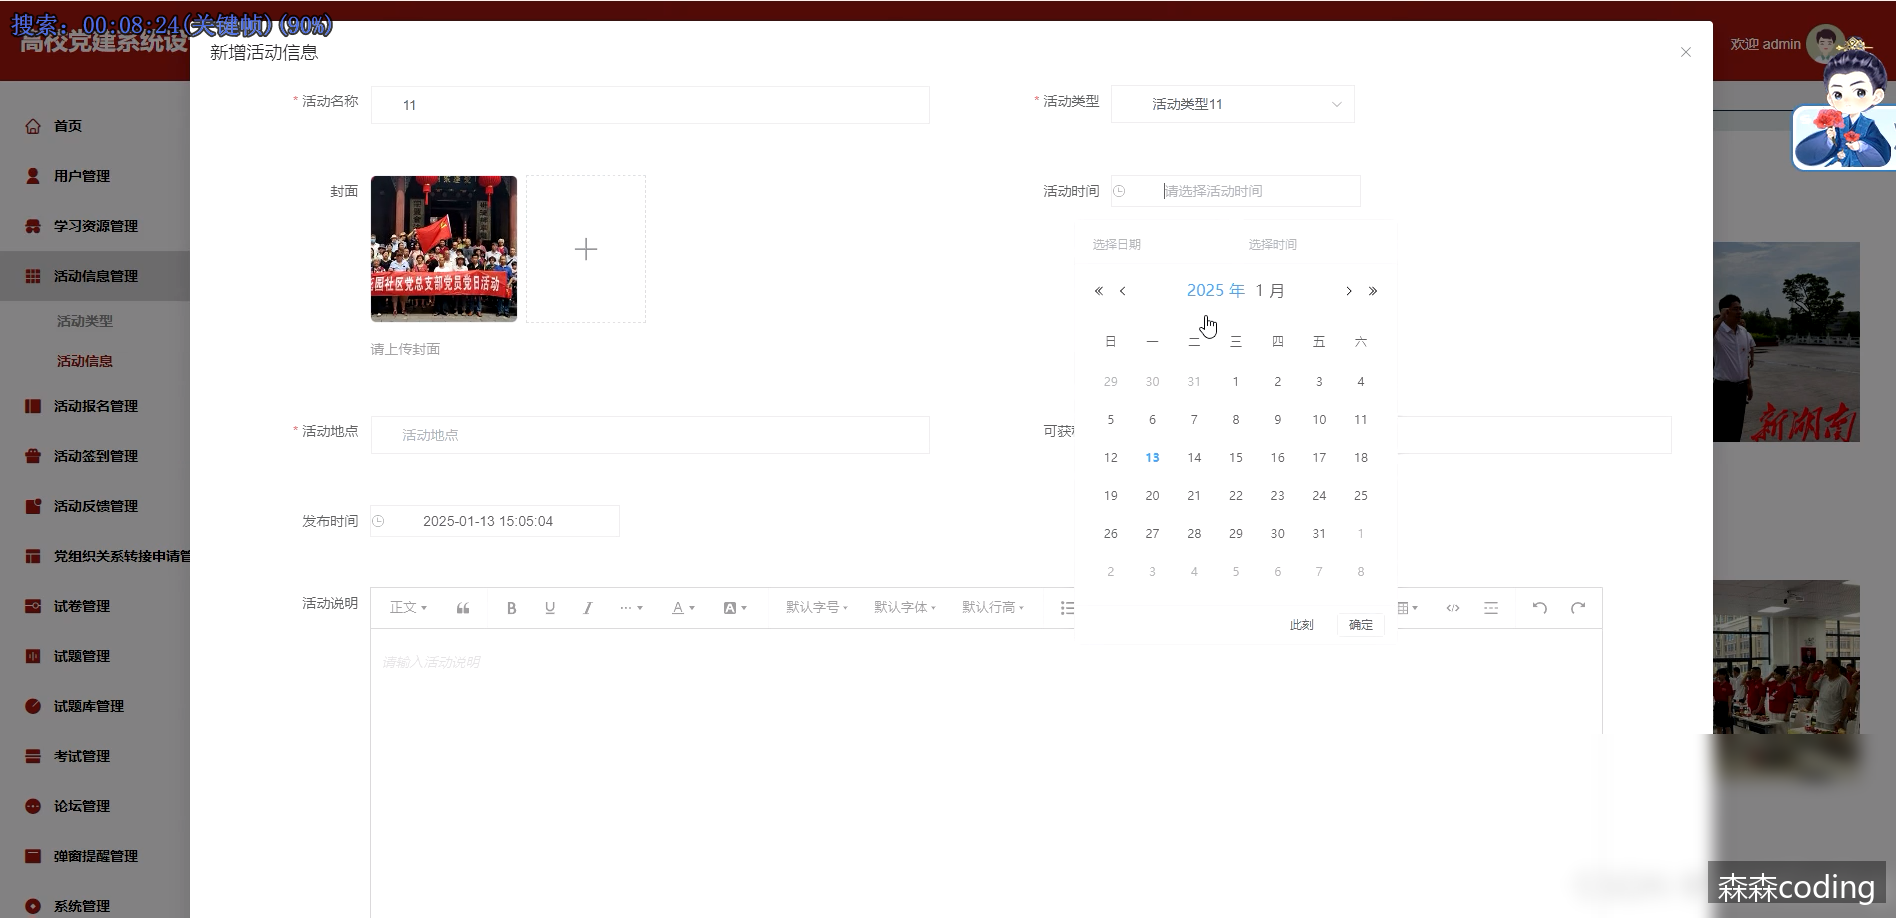 搜索：00:08:24(关键帧)(90%)
高校党建系统设
欢迎 admin
新增活动信息
首页
用户管理
学习资源管理
活动信息管理
活动类型
活动信息
活动报名管理
活动签到管理
活动反馈管理
党组织关系转接申请管
试卷管理
试题管理
试题库管理
考试管理
论坛管理
弹窗提醒管理
系统管理
* 活动名称 11
* 活动类型 活动类型11
封面
党总支部党员党日活动
请上传封面
活动时间 请选择活动时间
选择日期 选择时间
2025 年 1 月
日 一 二 三 四 五 六
29 30 31 1 2 3 4
5 6 7 8 9 10 11
12 13 14 15 16 17 18
19 20 21 22 23 24 25
26 27 28 29 30 31 1
2 3 4 5 6 7 8
此刻 确定
* 活动地点 活动地点
可获
发布时间 2025-01-13 15:05:04
活动说明
正文 B U I A A 默认字号 默认字体 默认行高
请输入活动说明
新湖南
森森coding